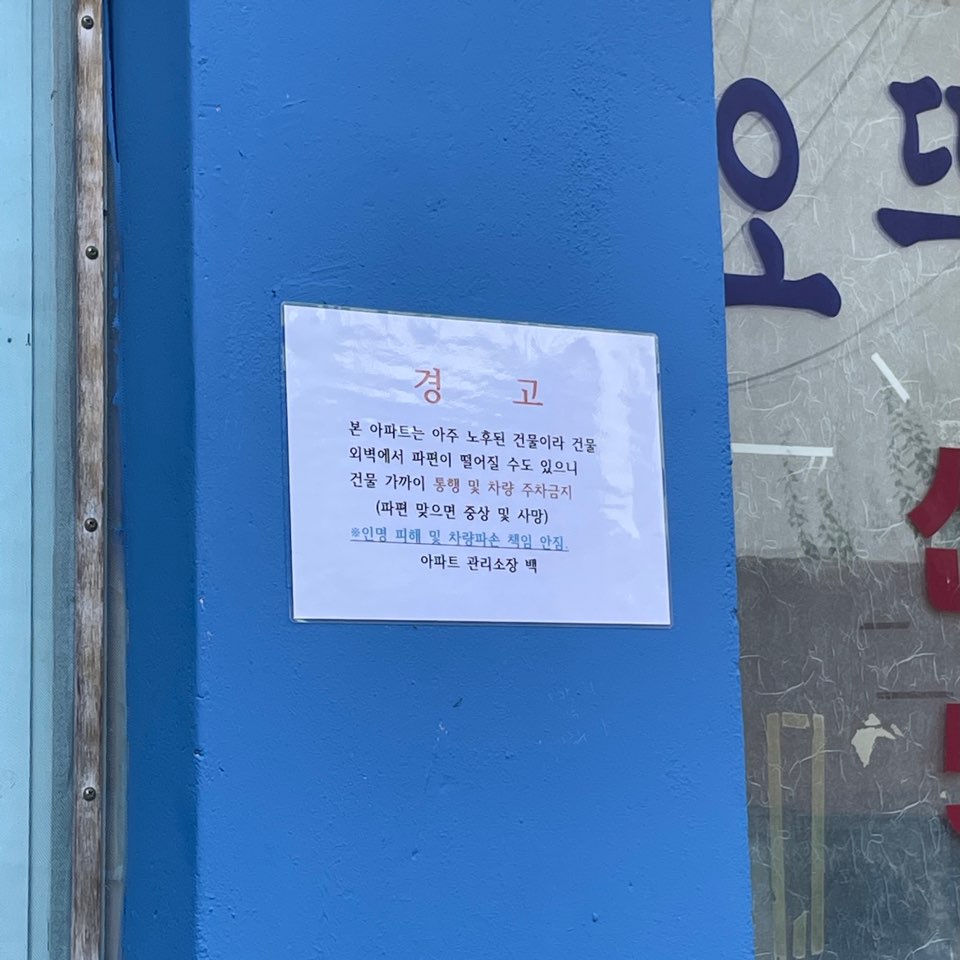 경 고
본 아파트는 아주 노후된 건물이라 건물
외벽에서 파편이 떨어질 수도 있으니
건물 가까이 통행 및 차량 주차금지
(파편 맞으면 중상 및 사망)
※인명 피해 및 차량파손 책임 안짐.
아파트 관리소장 백
오